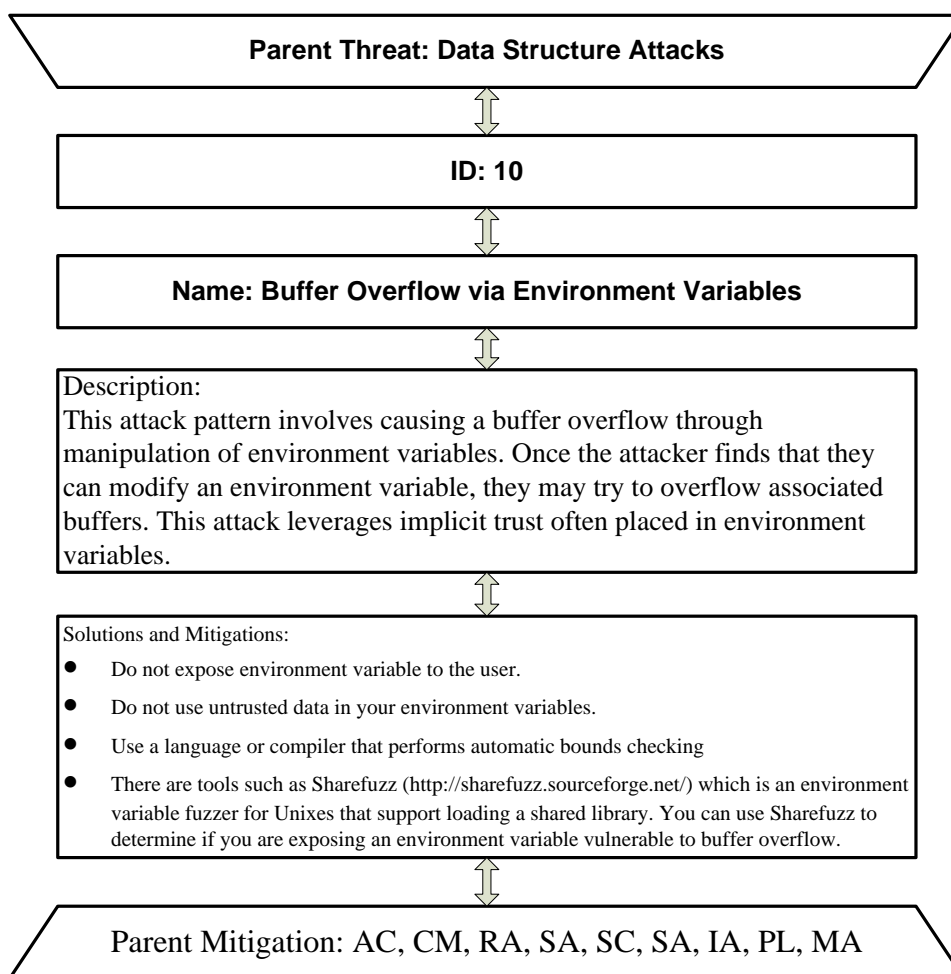 Parent Threat: Data Structure Attacks
ID: 10
Name: Buffer Overflow via Environment Variables
Description:
This attack pattern involves causing a buffer overflow through
manipulation of environment variables. Once the attacker finds that they
can modify an environment variable, they may try to overflow associated
buffers. This attack leverages implicit trust often placed in environment
variables.
Solutions and Mitigations:
● Do not expose environment variable to the user.
● Do not use untrusted data in your environment variables.
● Use a language or compiler that performs automatic bounds checking
● There are tools such as Sharefuzz (http://sharefuzz.sourceforge.net/) which is an environment
variable fuzzer for Unixes that support loading a shared library. You can use Sharefuzz to
determine if you are exposing an environment variable vulnerable to buffer overflow.
Parent Mitigation: AC, CM, RA, SA, SC, SA, IA, PL, MA